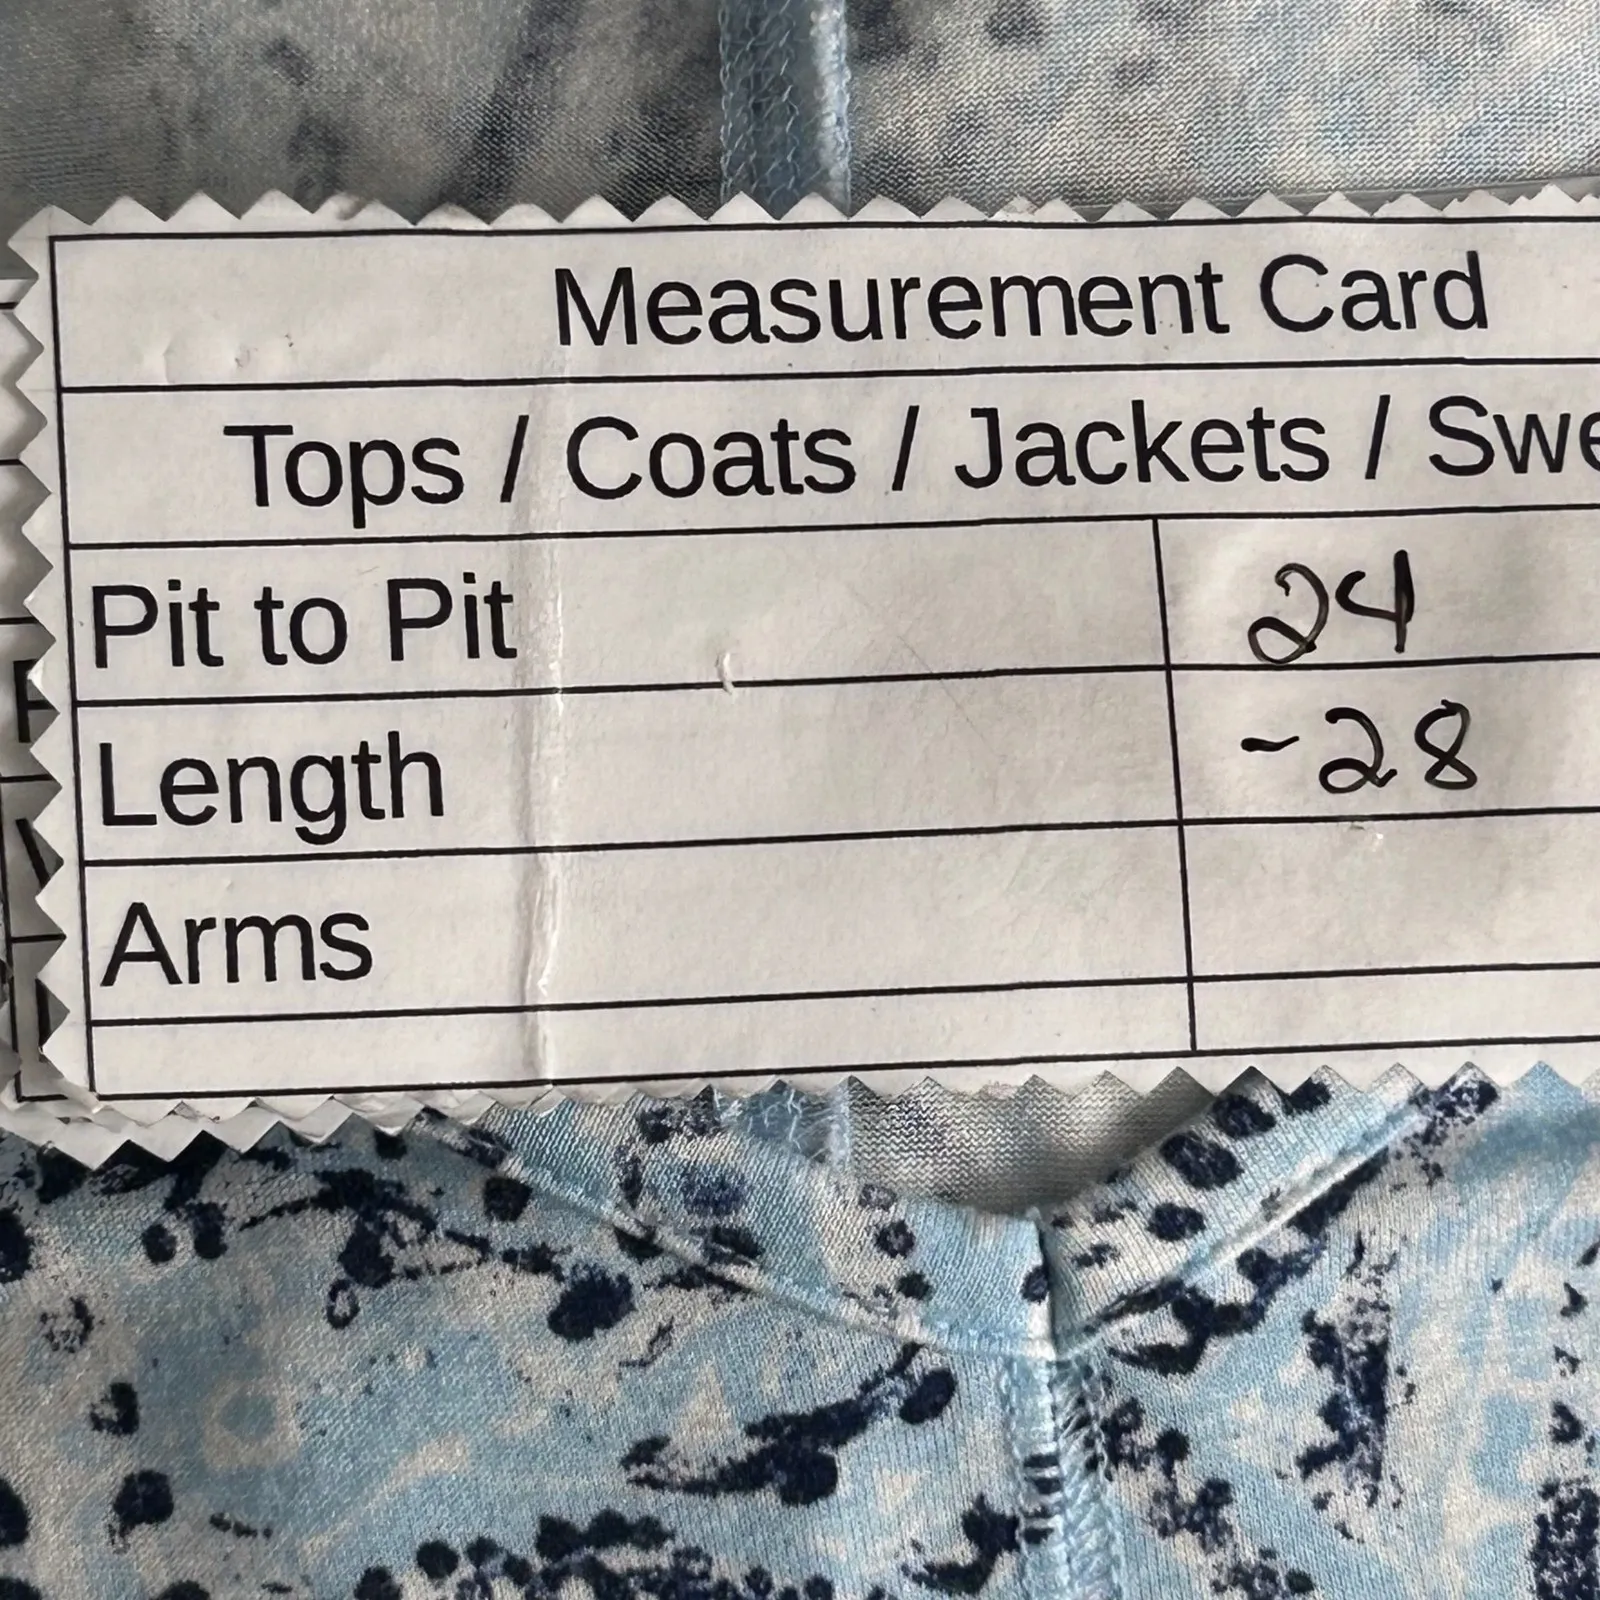 Measurement Card
Tops / Coats / Jackets / Swe
Pit to Pit 24
Length -28
Arms